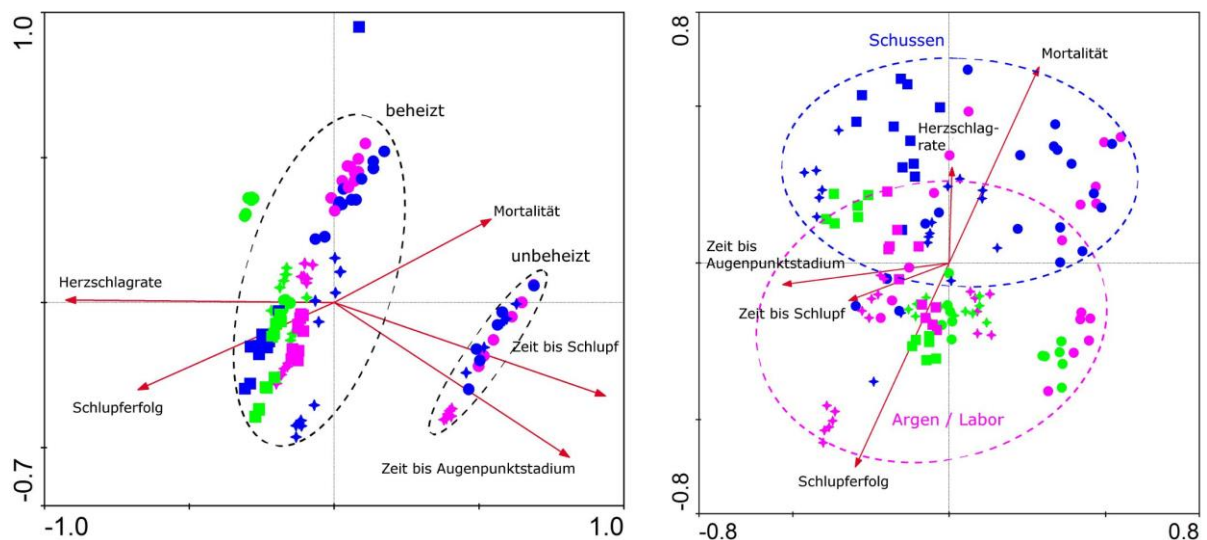 1.0
beheizt
unbeheizt
Mortalität
Herzschlagrate
Zeit bis Schlupf
Schlupferfolg
Zeit bis Augenpunktstadium
-0.7
-1.0
1.0
0.8
Schussen
Mortalität
Herzschlag-
rate
Zeit bis
Augenpunktstadium
Zeit bis Schlupf
Argen / Labor
Schlupferfolg
-0.8
-0.8
0.8